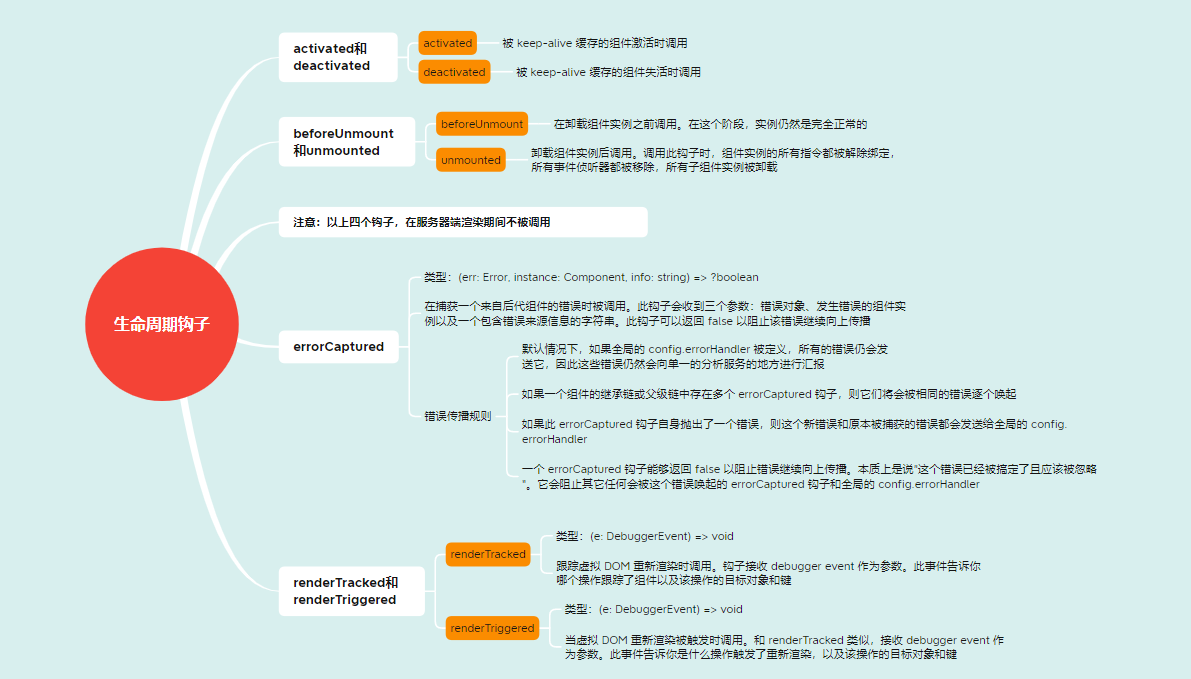 生命周期钩子
activated和
deactivated
activated
被 keep-alive 缓存的组件激活时调用
deactivated
被 keep-alive 缓存的组件失活时调用
beforeUnmount
和unmounted
beforeUnmount
在卸载组件实例之前调用。在这个阶段，实例仍然是完全正常的
unmounted
卸载组件实例后调用。调用此钩子时，组件实例的所有指令都被解除绑定，
所有事件侦听器都被移除，所有子组件实例被卸载
注意：以上四个钩子，在服务器端渲染期间不被调用
errorCaptured
类型：(err: Error, instance: Component, info: string) => ?boolean
在捕获一个来自后代组件的错误时被调用。此钩子会收到三个参数：错误对象、发生错误的组件实
例以及一个包含错误来源信息的字符串。此钩子可以返回 false 以阻止该错误继续向上传播
错误传播规则
默认情况下，如果全局的 config.errorHandler 被定义，所有的错误仍会发
送它，因此这些错误仍然会向单一的分析服务的地方进行汇报
如果一个组件的继承链或父级链中存在多个 errorCaptured 钩子，则它们将会被相同的错误逐个唤起
如果此 errorCaptured 钩子自身抛出了一个错误，则这个新错误和原本被捕获的错误都会发送给全局的 config.
errorHandler
一个 errorCaptured 钩子能够返回 false 以阻止错误继续向上传播。本质上是说"这个错误已经被搞定了且应该被忽略
"。它会阻止其它任何会被这个错误唤起的 errorCaptured 钩子和全局的 config.errorHandler
renderTracked和
renderTriggered
renderTracked
类型：(e: DebuggerEvent) => void
跟踪虚拟 DOM 重新渲染时调用。钩子接收 debugger event 作为参数。此事件告诉你
哪个操作跟踪了组件以及该操作的目标对象和键
renderTriggered
类型：(e: DebuggerEvent) => void
当虚拟 DOM 重新渲染被触发时调用。和 renderTracked 类似，接收 debugger event 作
为参数。此事件告诉你是什么操作触发了重新渲染，以及该操作的目标对象和键